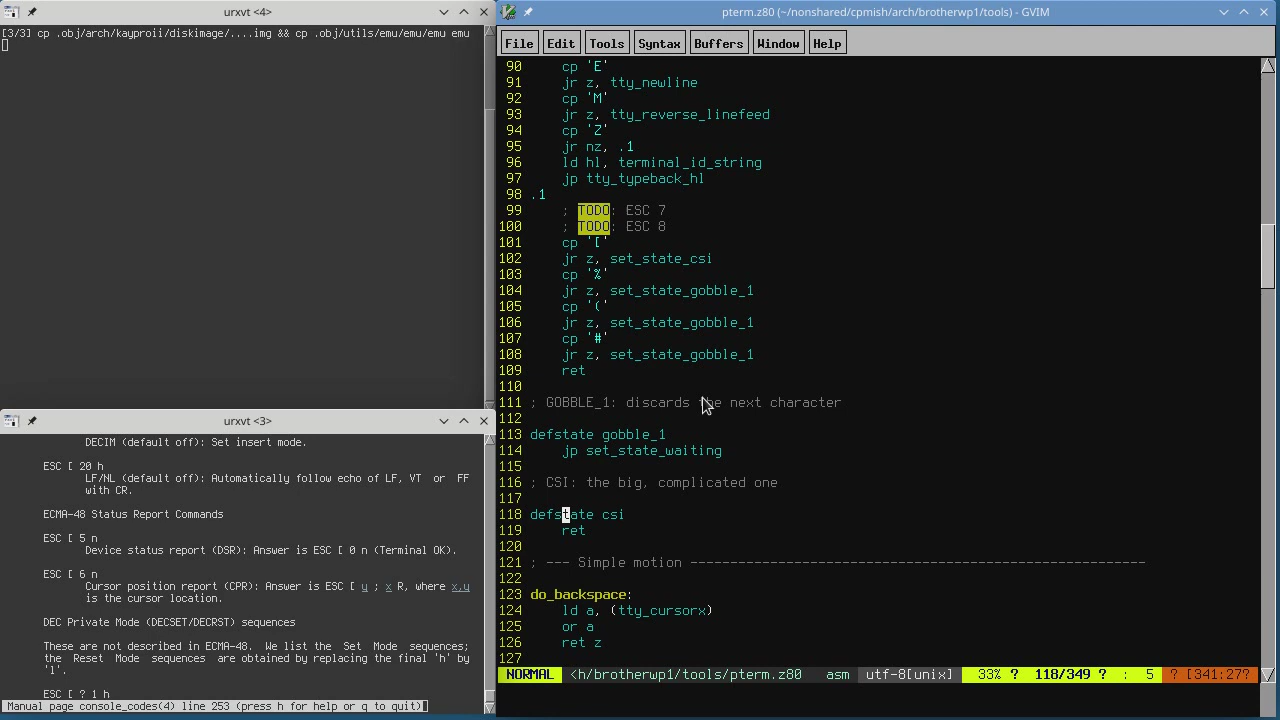 urxvt <4>
[3/3] cp .obj/arch/kayproii/diskimage/....img && cp .obj/utils/emu/emu/emu emu
urxvt <3>
DECIM (default off): Set insert mode.
ESC [ 20 h
LF/NL (default off): Automatically follow echo of LF, VT or FF
with CR.
ECMA-48 Status Report Commands
ESC [ 5 n
Device status report (DSR): Answer is ESC [ 0 n (Terminal OK).
ESC [ 6 n
Cursor position report (CPR): Answer is ESC [ y ; x R, where x,y
is the cursor location.
DEC Private Mode (DECSET/DECRST) sequences
These are not described in ECMA-48. We list the Set Mode sequences;
the Reset Mode sequences are obtained by replacing the final 'h' by
'l'.
ESC [ ? 1 h
Manual page console_codes(4) line 253 (press h for help or q to quit)
pterm.z80 (~/nonshared/cpmish/arch/brotherwp1/tools) - GVIM
File Edit Tools Syntax Buffers Window Help
90 cp 'E'
91 jr z, tty_newline
92 cp 'M'
93 jr z, tty_reverse_linefeed
94 cp 'Z'
95 jr nz, .1
96 ld hl, terminal_id_string
97 jp tty_typeback_hl
98 .1
99 ; TODO: ESC 7
100 ; TODO: ESC 8
101 cp '['
102 jr z, set_state_csi
103 cp '%'
104 jr z, set_state_gobble_1
105 cp '('
106 jr z, set_state_gobble_1
107 cp '#'
108 jr z, set_state_gobble_1
109 ret
110
111 ; GOBBLE_1: discards the next character
112
113 defstate gobble_1
114 jp set_state_waiting
115
116 ; CSI: the big, complicated one
117
118 defstate csi
119 ret
120
121 ; --- Simple motion ---------------------------------------------------------
122
123 do_backspace:
124 ld a, (tty_cursorx)
125 or a
126 ret z
127
NORMAL <h/brotherwp1/tools/pterm.z80 asm utf-8[unix] 33% ? 118/349 ? : 5 ? [341:27?